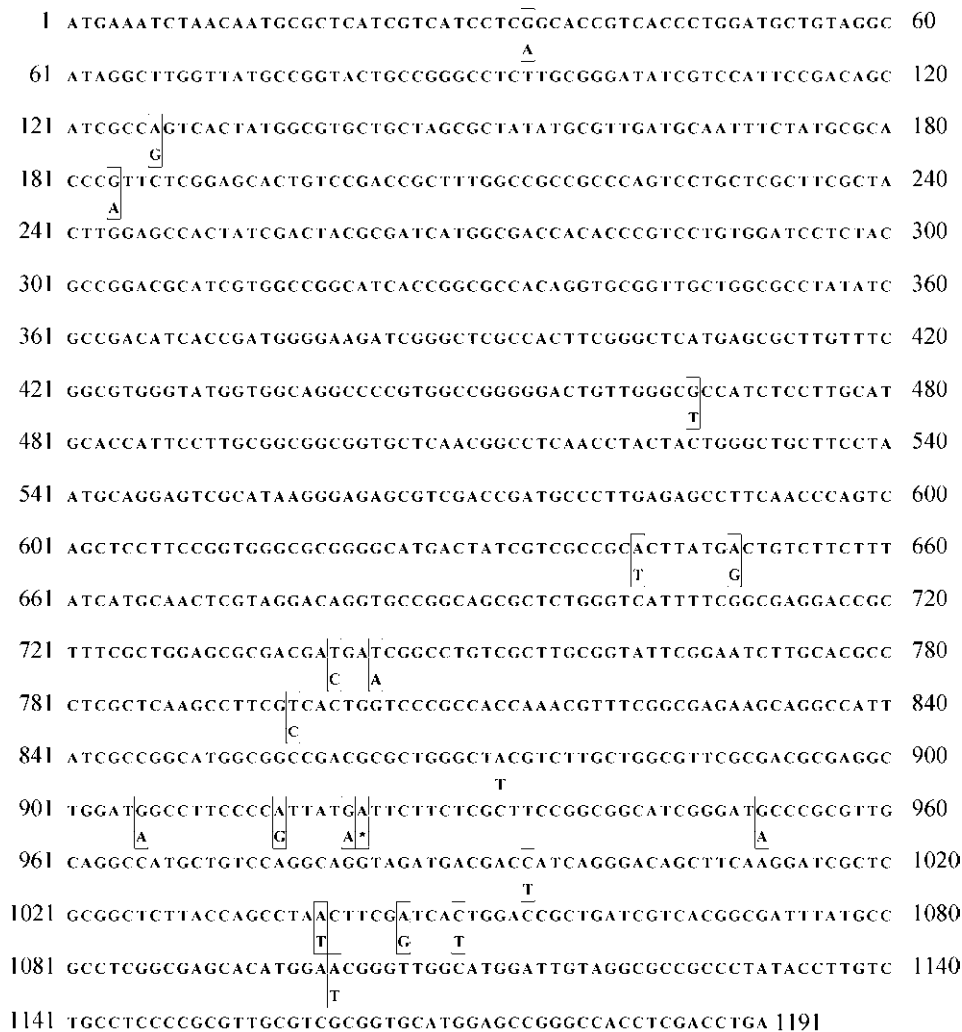 1 ATGAAATCTAACAATGCGCTCATCGTCATCCTCGGCACCGTCACCCTGGATGCTGTAGGC 60
A
61 ATAGGCTTGGTTATGCCGGTACTGCCGGGCCTCTTGCGGGATATCGTCCATTCCGACAGC 120
121 ATCGCCAGTCACTATGGCGTGCTGCTAGCGCTATATGCGTTGATGCAATTTCTATGCGCA 180
G
181 CCCGTTCTCGGAGCACTGTCCGACCGCTTTGGCCGCCGCCCAGTCCTGCTCGCTTCGCTA 240
A
241 CTTGGAGCCACTATCGACTACGCGATCATGGCGACCACACCCGTCCTGTGGATCCTCTAC 300
301 GCCGGACGCATCGTGGCCGGCATCACCGGCGCCACAGGTGCGGTTGCTGGCGCCTATATC 360
361 GCCGACATCACCGATGGGGAAGATCGGGCTCGCCACTTCGGGCTCATGAGCGCTTGTTTC 420
421 GGCGTGGGTATGGTGGCAGGCCCCGTGGCCGGGGGACTGTTGGGCGCCATCTCCTTGCAT 480
T
481 GCACCATTCCTTGCGGCGGCGGTGCTCAACGGCCTCAACCTACTACTGGGCTGCTTCCTA 540
541 ATGCAGGAGTCGCATAAGGGAGAGCGTCGACCGATGCCCTTGAGAGCCTTCAACCCAGTC 600
601 AGCTCCTTCCGGTGGGCGCGGGGCATGACTATCGTCGCCGCACTTATGACTGTCTTCTTT 660
T G
661 ATCATGCAACTCGTAGGACAGGTGCCGGCAGCGCTCTGGGTCATTTTCGGCGAGGACCGC 720
721 TTTCGCTGGAGCGCGACGATGATCGGCCTGTCGCTTGCGGTATTCGGAATCTTGCACGCC 780
C A
781 CTCGCTCAAGCCTTCGTCACTGGTCCCGCCACCAAACGTTTCGGCGAGAAGCAGGCCATT 840
C
841 ATCGCCGGCATGGCGGCCGACGCGCTGGGCTACGTCTTGCTGGCGTTCGCGACGCGAGGC 900
T
901 TGGATGGCCTTCCCCATTATGATTCTTCTCGCTTCCGGCGGCATCGGGATGCCCGCGTTG 960
A G A * A
961 CAGGCCATGCTGTCCAGGCAGGTAGATGACGACCATCAGGGACAGCTTCAAGGATCGCTC 1020
T
1021 GCGGCTCTTACCAGCCTAACTTCGATCACTGGACCGCTGATCGTCACGGCGATTTATGCC 1080
T G T
1081 GCCTCGGCGAGCACATGGAACGGGTTGGCATGGATTGTAGGCGCCGCCCTATACCTTGTC 1140
T
1141 TGCCTCCCCGCGTTGCGTCGCGGTGCATGGAGCCGGGCCACCTCGACCTGA 1191